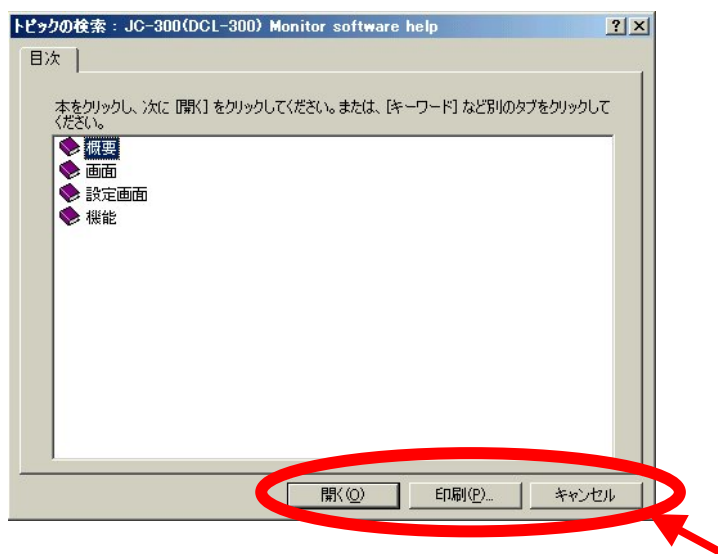 トピックの検索 : JC-300(DCL-300) Monitor software help
目次
本をクリックし、次に [開く] をクリックしてください。または、[キーワード] など別のタブをクリックして
ください。
概要
画面
設定画面
機能
開く(O) 印刷(P)... キャンセル